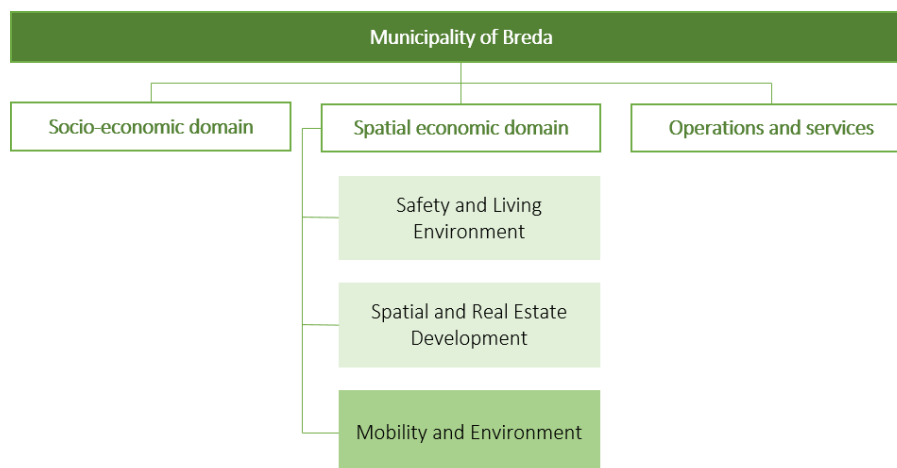 Municipality of Breda
Socio-economic domain
Spatial economic domain
Operations and services
Safety and Living
Environment
Spatial and Real Estate
Development
Mobility and Environment